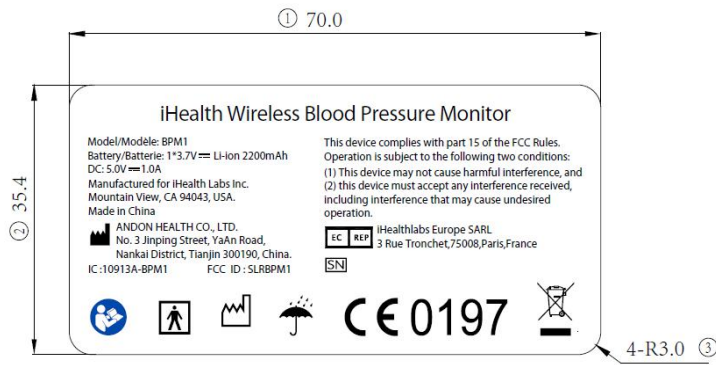 ① 70.0
② 35.4
iHealth Wireless Blood Pressure Monitor
Model/Modèle: BPM1
Battery/Batterie: 1*3.7V⎓ Li-ion 2200mAh
DC: 5.0V⎓1.0A
Manufactured for iHealth Labs Inc.
Mountain View, CA 94043, USA.
Made in China
ANDON HEALTH CO., LTD.
No. 3 Jinping Street, YaAn Road,
Nankai District, Tianjin 300190, China.
IC :10913A-BPM1 FCC ID : SLRBPM1
This device complies with part 15 of the FCC Rules.
Operation is subject to the following two conditions:
(1) This device may not cause harmful interference, and
(2) this device must accept any interference received,
including interference that may cause undesired
operation.
EC REP
iHealthlabs Europe SARL
3 Rue Tronchet,75008,Paris,France
SN
CE 0197
4-R3.0 ③